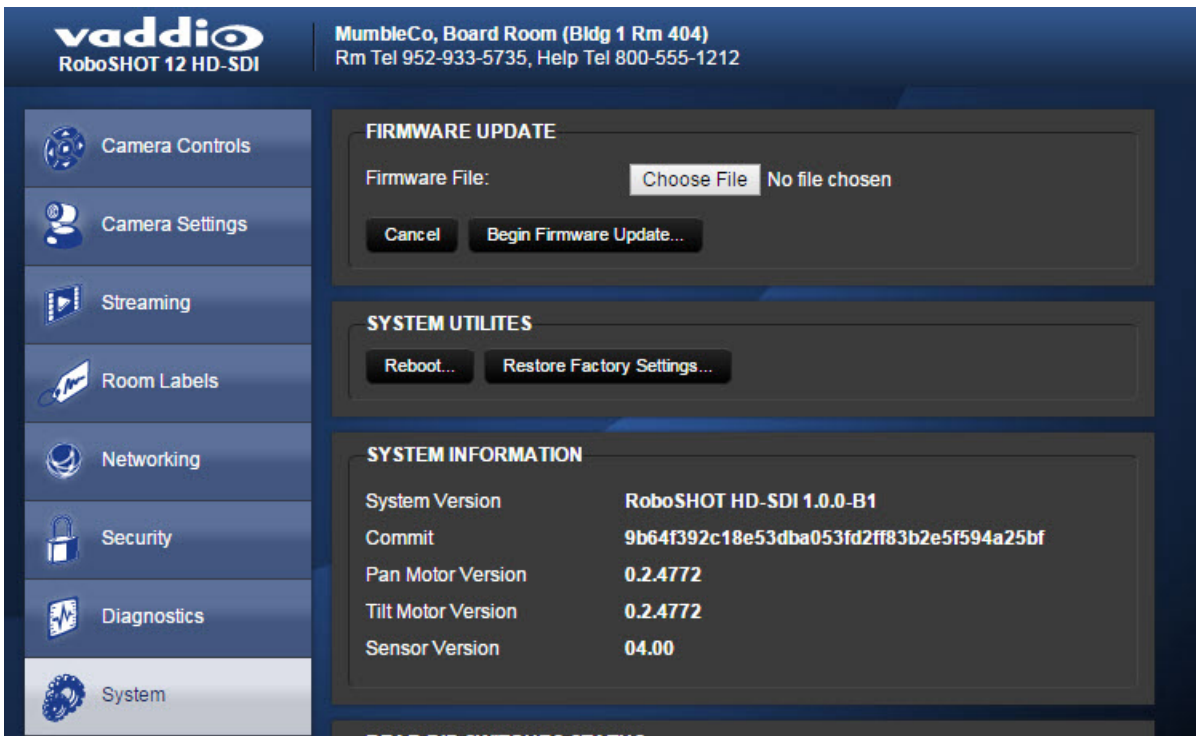 vaddio
RoboSHOT 12 HD-SDI
MumbleCo, Board Room (Bldg 1 Rm 404)
Rm Tel 952-933-5735, Help Tel 800-555-1212
Camera Controls
Camera Settings
Streaming
Room Labels
Networking
Security
Diagnostics
System
FIRMWARE UPDATE
Firmware File: Choose File No file chosen
Cancel Begin Firmware Update...
SYSTEM UTILITES
Reboot... Restore Factory Settings...
SYSTEM INFORMATION
System Version RoboSHOT HD-SDI 1.0.0-B1
Commit 9b64f392c18e53dba053fd2ff83b2e5f594a25bf
Pan Motor Version 0.2.4772
Tilt Motor Version 0.2.4772
Sensor Version 04.00